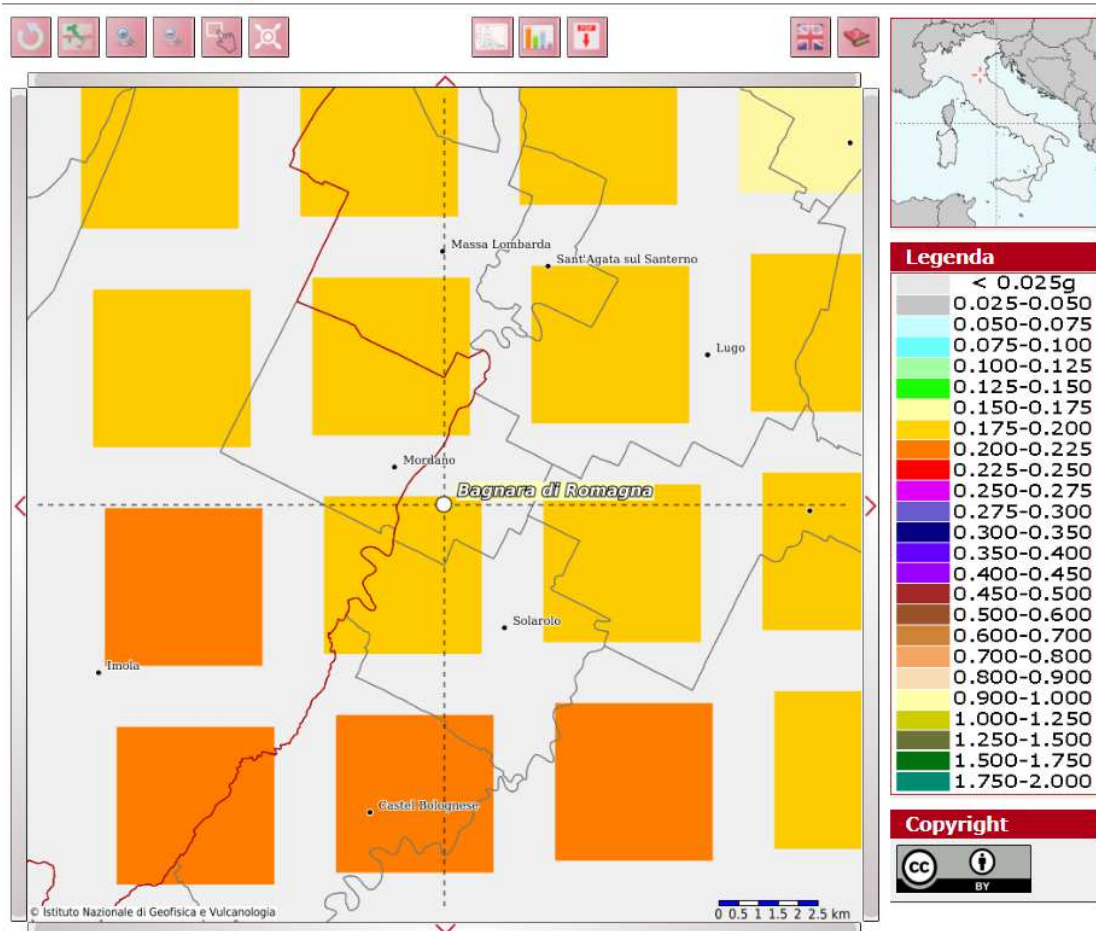 Massa Lombarda
Sant'Agata sul Santerno
Lugo
Mordano
Bagnara di Romagna
Solarolo
Imola
Castel Bolognese
© Istituto Nazionale di Geofisica e Vulcanologia
0 0.5 1 1.5 2 2.5 km
Legenda
< 0.025g
0.025-0.050
0.050-0.075
0.075-0.100
0.100-0.125
0.125-0.150
0.150-0.175
0.175-0.200
0.200-0.225
0.225-0.250
0.250-0.275
0.275-0.300
0.300-0.350
0.350-0.400
0.400-0.450
0.450-0.500
0.500-0.600
0.600-0.700
0.700-0.800
0.800-0.900
0.900-1.000
1.000-1.250
1.250-1.500
1.500-1.750
1.750-2.000
Copyright
cc
BY